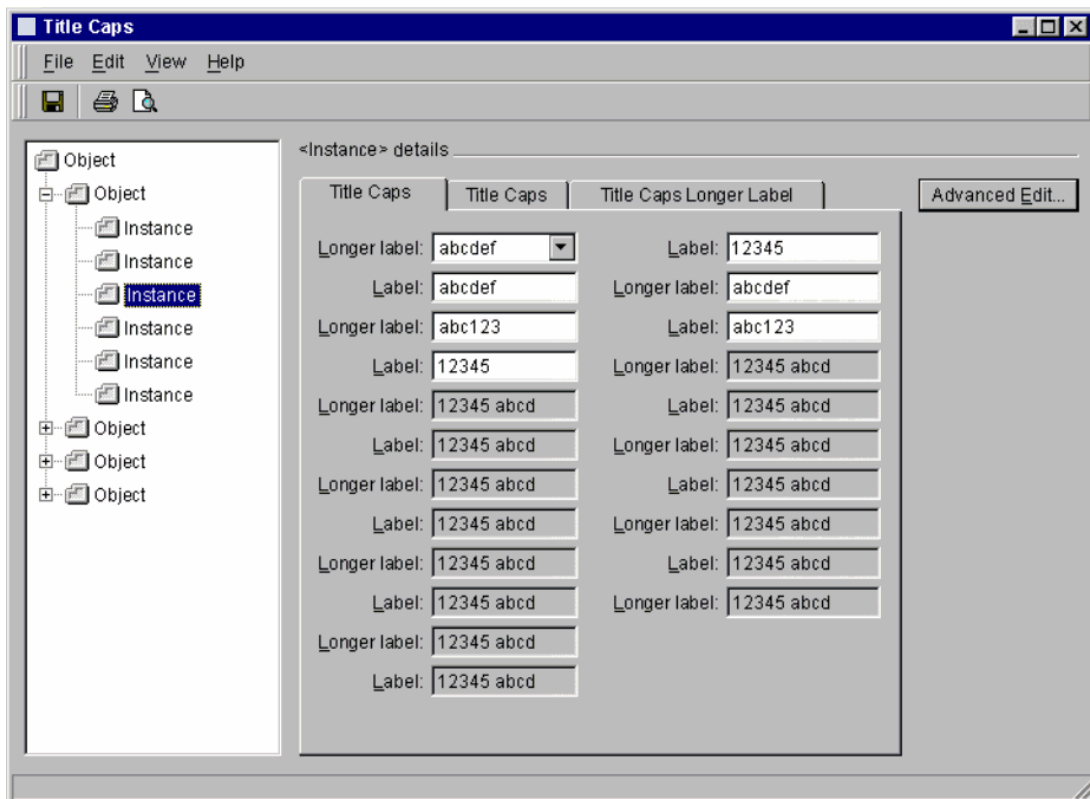 Title Caps
File Edit View Help
Object
Object
Instance
Instance
Instance
Instance
Instance
Instance
Object
Object
Object
<Instance> details
Title Caps Title Caps Title Caps Longer Label
Advanced Edit...
Longer label: abcdef
Label: abcdef
Longer label: abc123
Label: 12345
Longer label: 12345 abcd
Label: 12345 abcd
Longer label: 12345 abcd
Label: 12345 abcd
Longer label: 12345 abcd
Label: 12345 abcd
Longer label: 12345 abcd
Label: 12345 abcd
Label: 12345
Longer label: abcdef
Label: abc123
Longer label: 12345 abcd
Label: 12345 abcd
Longer label: 12345 abcd
Label: 12345 abcd
Longer label: 12345 abcd
Label: 12345 abcd
Longer label: 12345 abcd